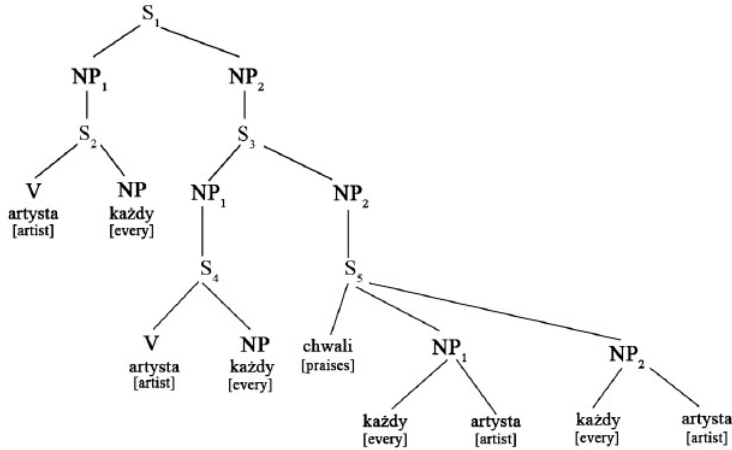 S₁
NP₁ NP₂
S₂ S₃
V NP NP₁ NP₂
artysta każdy
[artist] [every]
S₄ S₅
V NP chwali NP₁ NP₂
artysta każdy [praises]
[artist] [every]
każdy artysta każdy artysta
[every] [artist] [every] [artist]